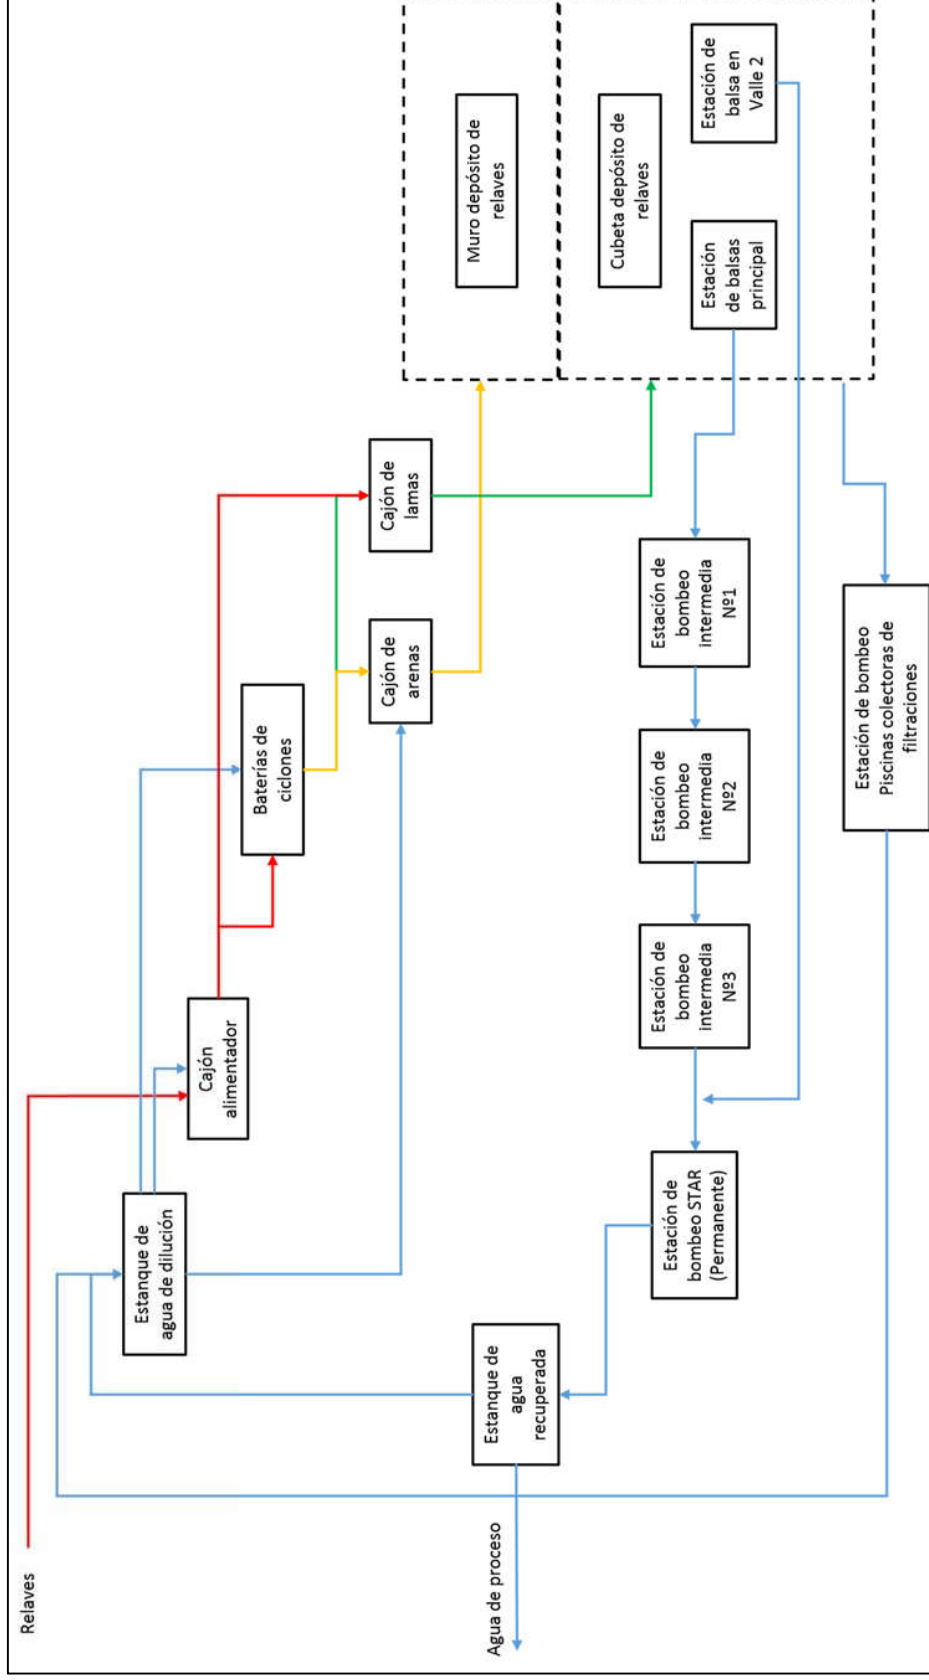 Relaves
Estanque de
agua de dilución
Cajón
alimentador
Baterías de
ciclones
Cajón de
arenas
Cajón de
lamas
Muro depósito de
relaves
Cubeta depósito de
relaves
Estación
de balsas
principal
Estación de
balsa en
Valle 2
Agua de proceso
Estanque de
agua
recuperada
Estación de
bombeo STAR
(Permanente)
Estación de
bombeo
intermedia
Nº3
Estación de
bombeo
intermedia
Nº2
Estación de
bombeo
intermedia
Nº1
Estación de bombeo
Piscinas colectoras de
filtraciones